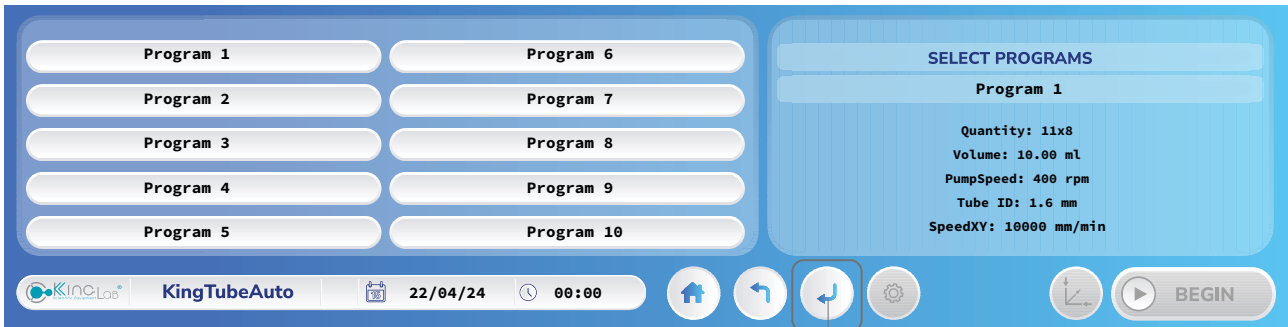 Program 1
Program 2
Program 3
Program 4
Program 5
Program 6
Program 7
Program 8
Program 9
Program 10
SELECT PROGRAMS
Program 1
Quantity: 11x8
Volume: 10.00 ml
PumpSpeed: 400 rpm
Tube ID: 1.6 mm
SpeedXY: 10000 mm/min
KingLab®
KingTubeAuto
22/04/24
00:00
BEGIN